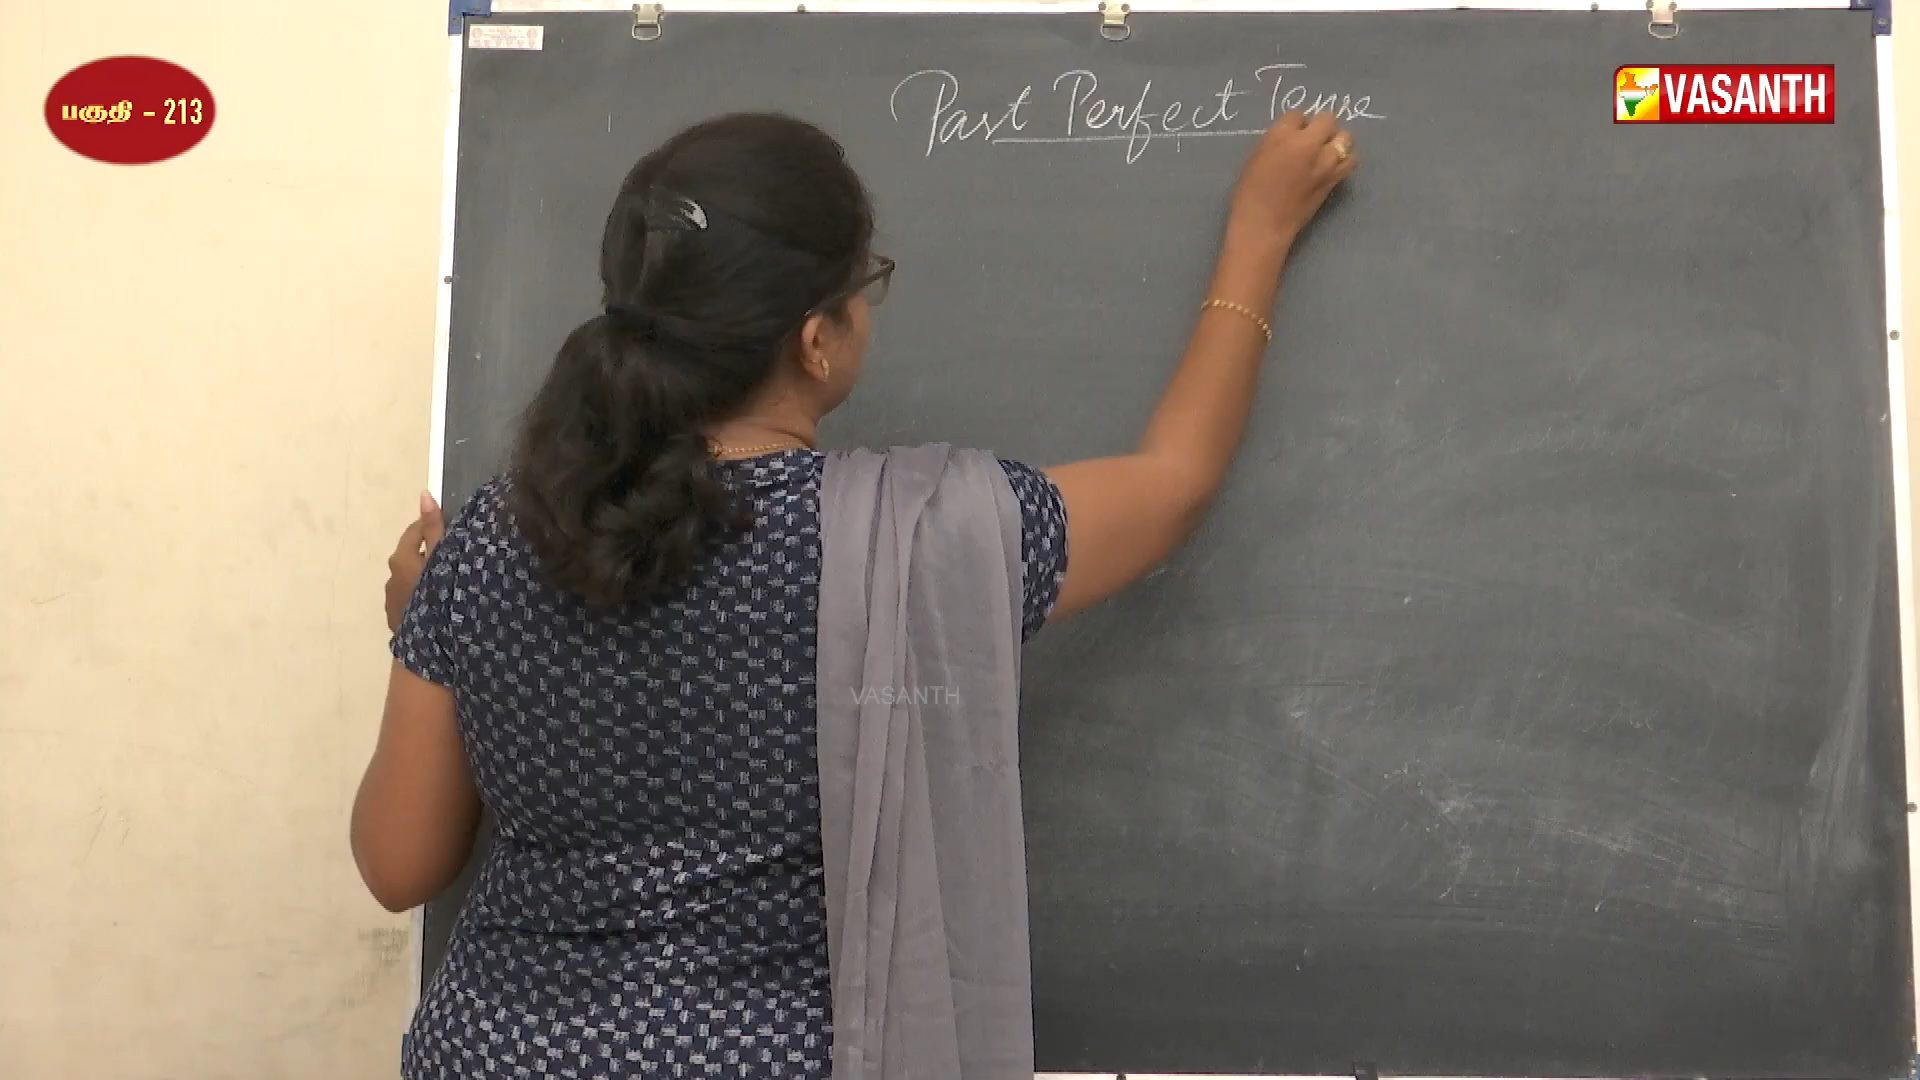 பகுதி - 213
Past Perfect Tense
VASANTH
VASANTH